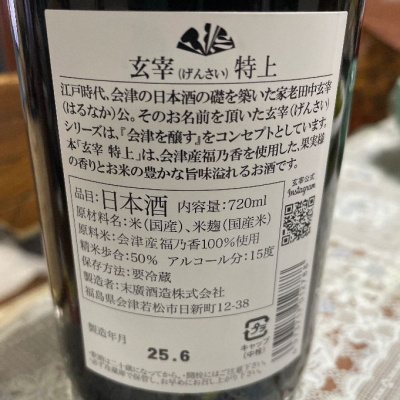 玄宰(げんさい)特上
江戸時代、会津の日本酒の礎を築いた家老田中玄宰
(はるなか)公。そのお名前を頂いた玄宰(げんさい)
シリーズは、『会津を醸す』をコンセプトとしています。
本「玄宰 特上」は、会津産福乃香を使用した、果実様
の香りとお米の豊かな旨味溢れるお酒です。
玄宰公式
Instagram
品目:日本酒 内容量:720ml
原材料名:米(国産)、米麹(国産米)
原料米:会津産福乃香100%使用
精米歩合:50% アルコール分:15度
保存方法:要冷蔵
製造者:末廣酒造株式会社
福島県会津若松市日新町12-38
キャップ
(中栓)
製造年月
25.6